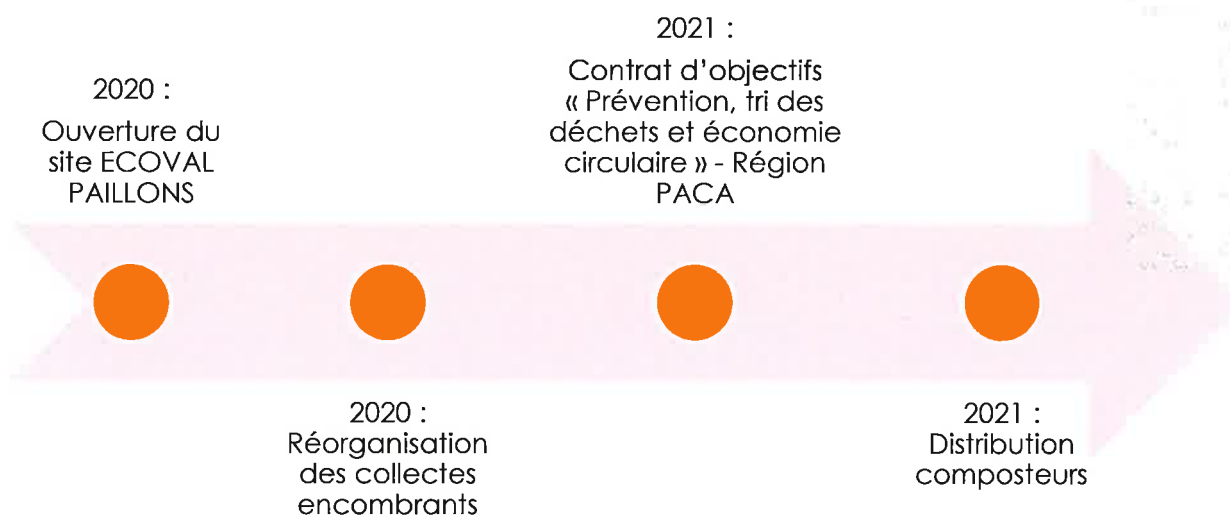 2020 :
Ouverture du
site ECOVAL
PAILLONS
2020 :
Réorganisation
des collectes
encombrants
2021 :
Contrat d'objectifs
« Prévention, tri des
déchets et économie
circulaire » - Région
PACA
2021 :
Distribution
composteurs